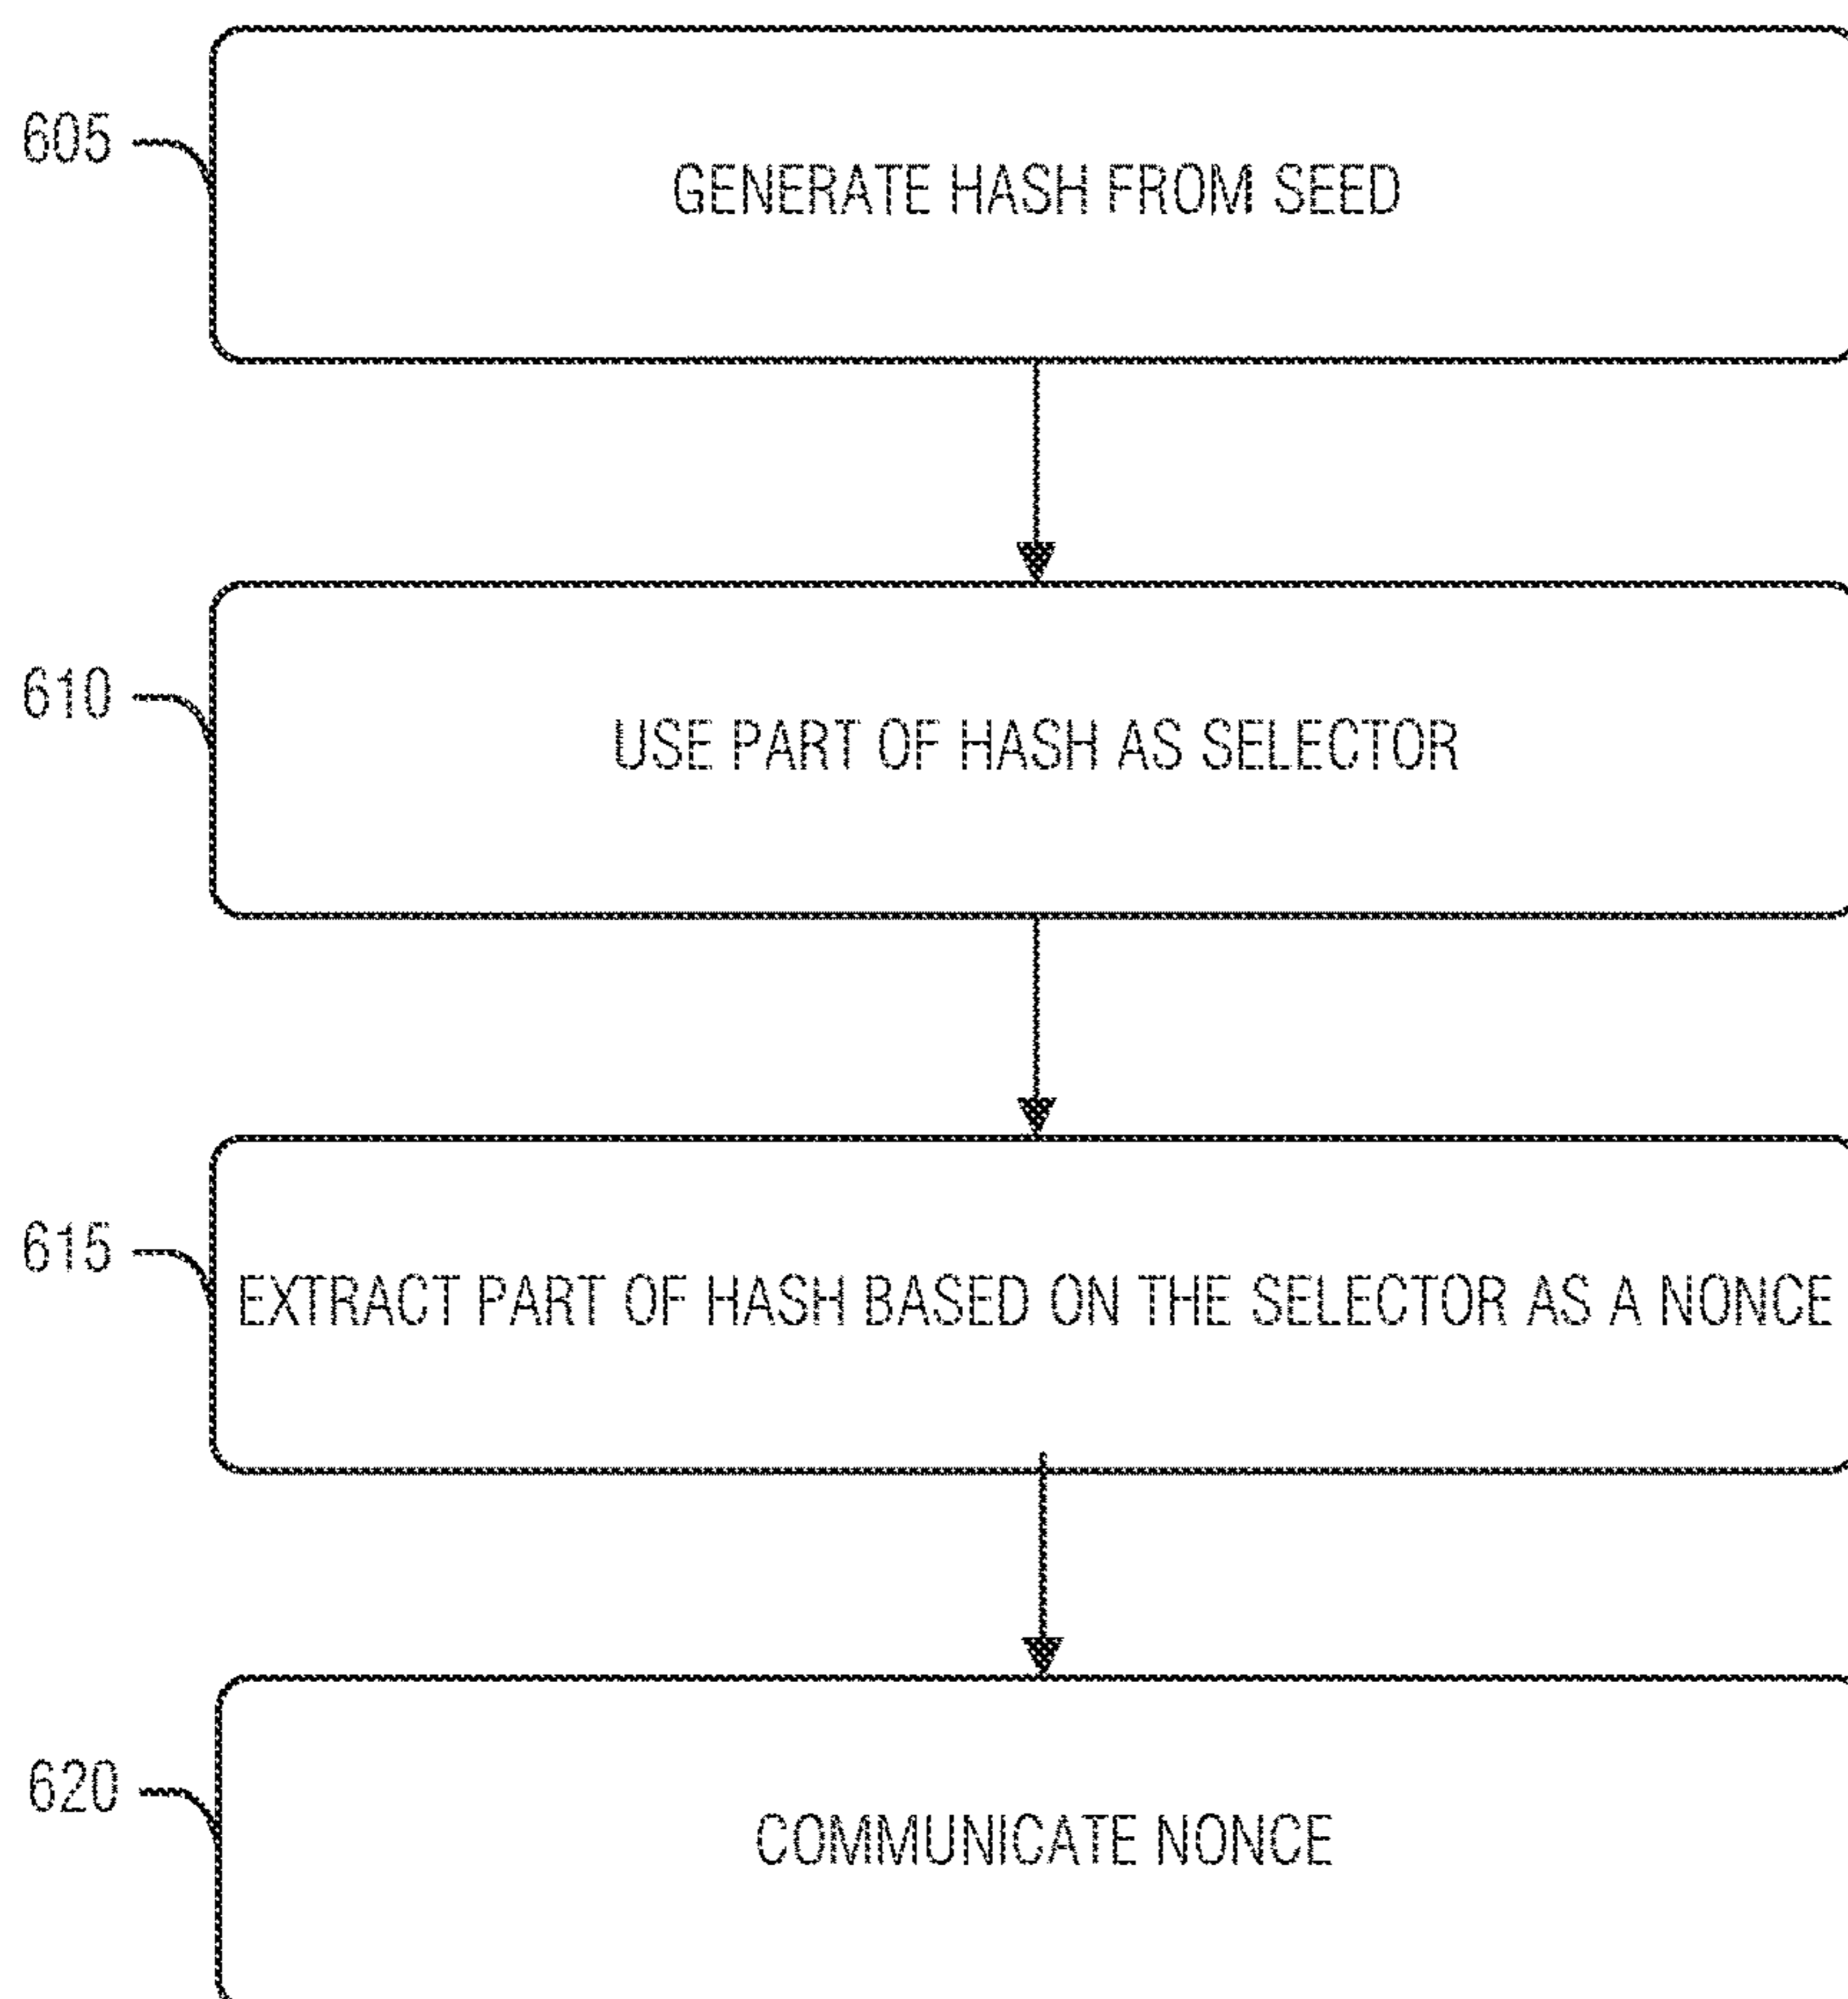 605
GENERATE HASH FROM SEED
610
USE PART OF HASH AS SELECTOR
615
EXTRACT PART OF HASH BASED ON THE SELECTOR AS A NONCE
620
COMMUNICATE NONCE